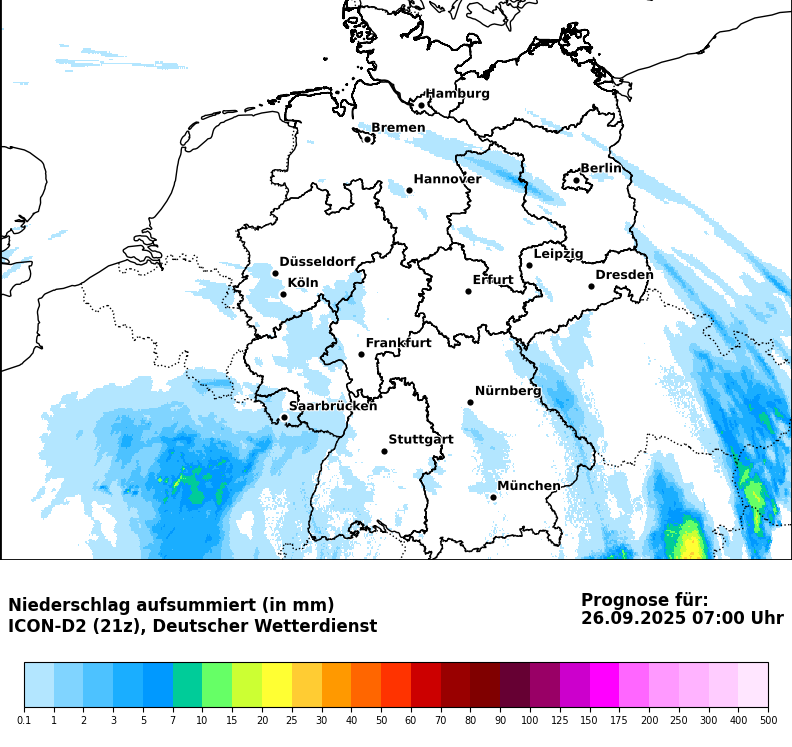 Hamburg
Bremen
Berlin
Hannover
Düsseldorf
Leipzig
Köln
Erfurt
Dresden
Frankfurt
Nürnberg
Saarbrücken
Stuttgart
München
Niederschlag aufsummiert (in mm)
ICON-D2 (21z), Deutscher Wetterdienst
Prognose für:
26.09.2025 07:00 Uhr
0.1 1 2 3 5 7 10 15 20 25 30 40 50 60 70 80 90 100 125 150 175 200 250 300 400 500